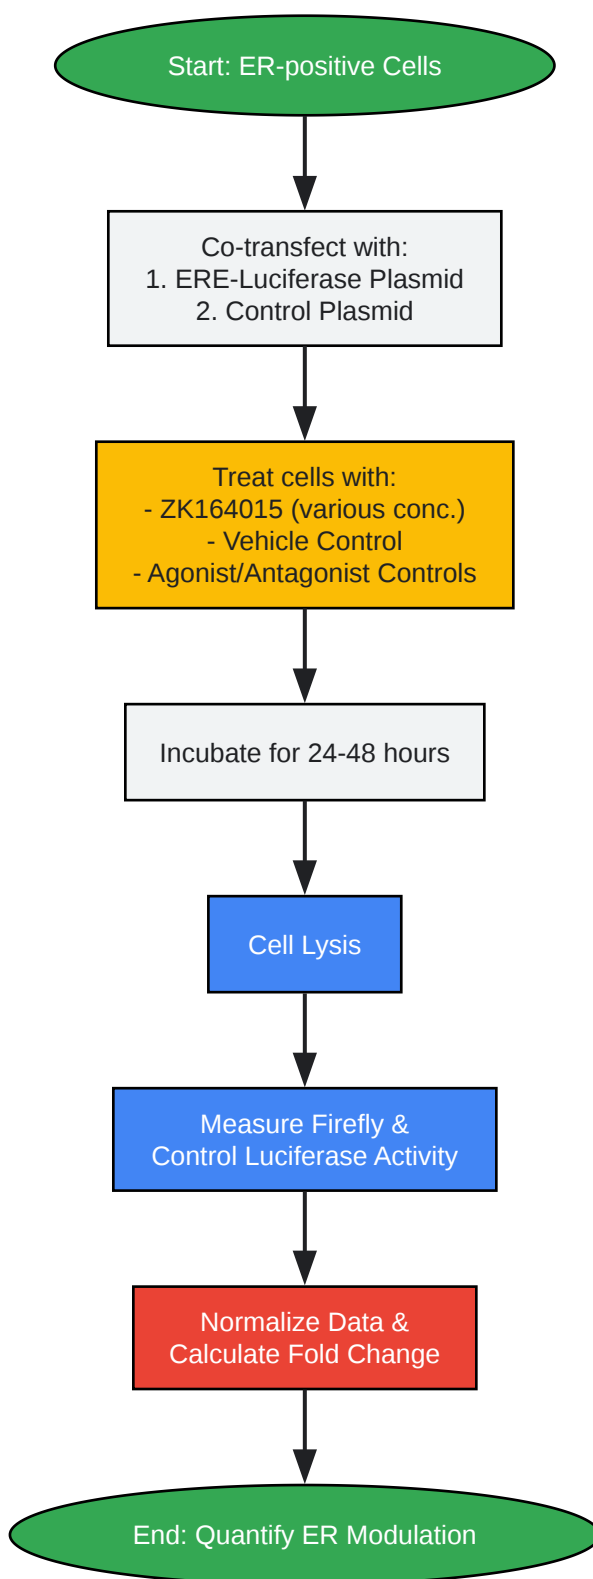 Start: ER-positive Cells
Co-transfect with:
1. ERE-Luciferase Plasmid
2. Control Plasmid
Treat cells with:
- ZK164015 (various conc.)
- Vehicle Control
- Agonist/Antagonist Controls
Incubate for 24-48 hours
Cell Lysis
Measure Firefly &
Control Luciferase Activity
Normalize Data &
Calculate Fold Change
End: Quantify ER Modulation